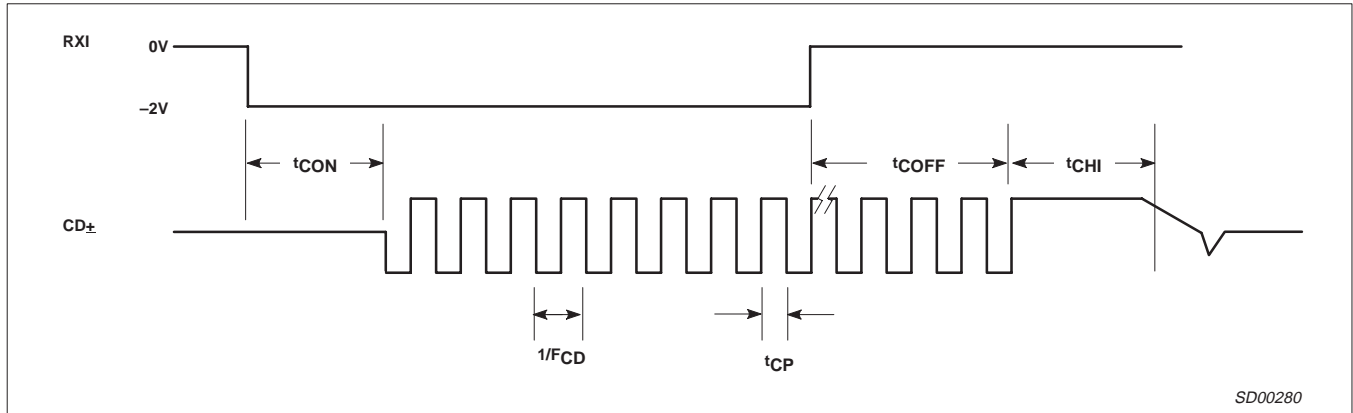 RXI
0V
–2V
tCON
tCOFF
tCHI
CD±
1/FCD
tCP
SD00280